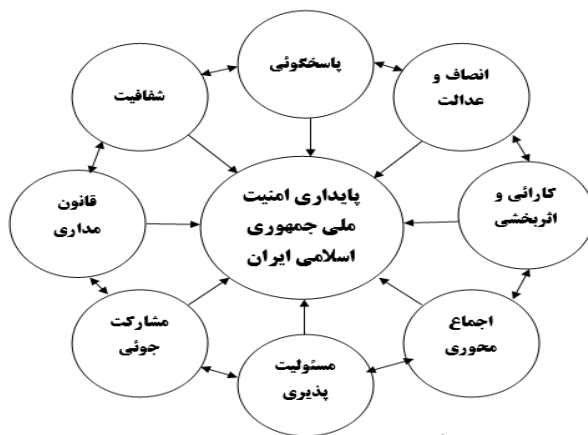 پاسخگوئی
انصاف و
عدالت
شفافیت
کارائی و
اثربخشی
قانون
مداری
پایداری امنیت
ملی جمهوری
اسلامی ایران
اجماع
محوری
مشارکت
جوئی
مسئولیت
پذیری